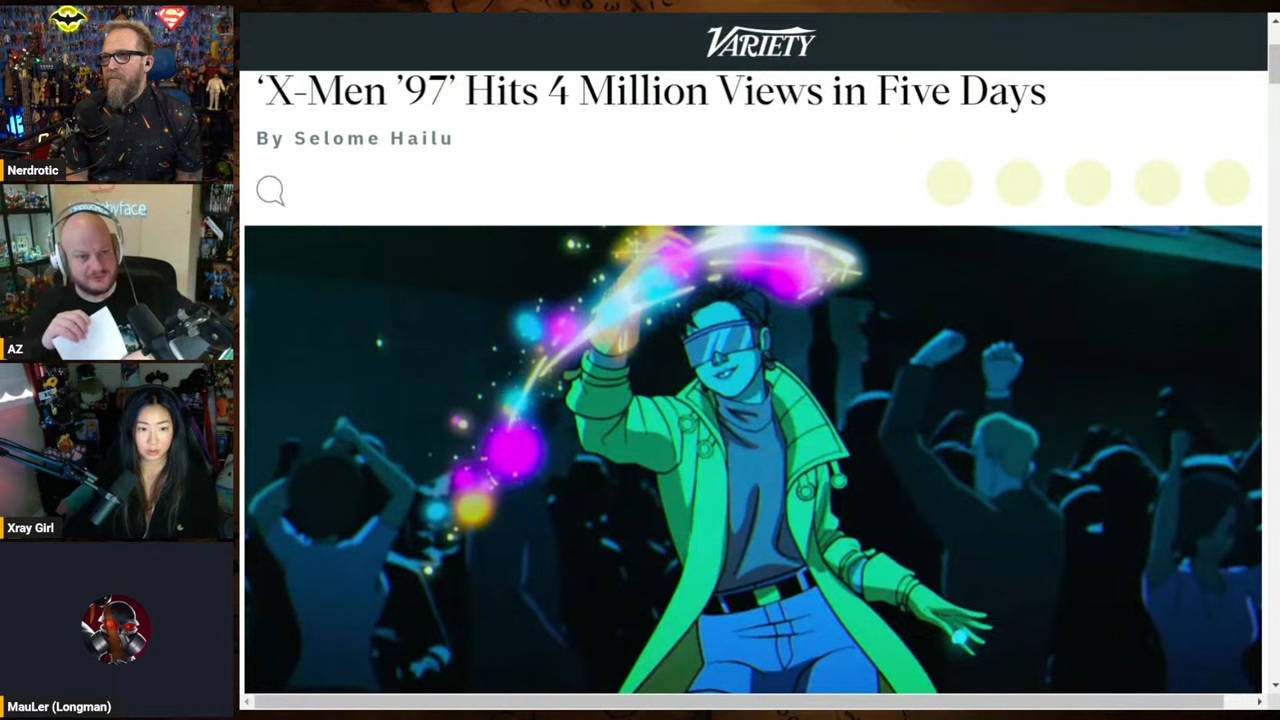 VARIETY
‘X-Men ’97’ Hits 4 Million Views in Five Days
By Selome Hailu
Nerdrotic
AZ
Xray Girl
MauLer (Longman)